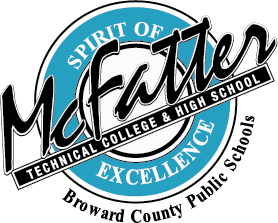 SPIRIT OF
McFatter
TECHNICAL COLLEGE & HIGH SCHOOL
EXCELLENCE
Broward County Public Schools